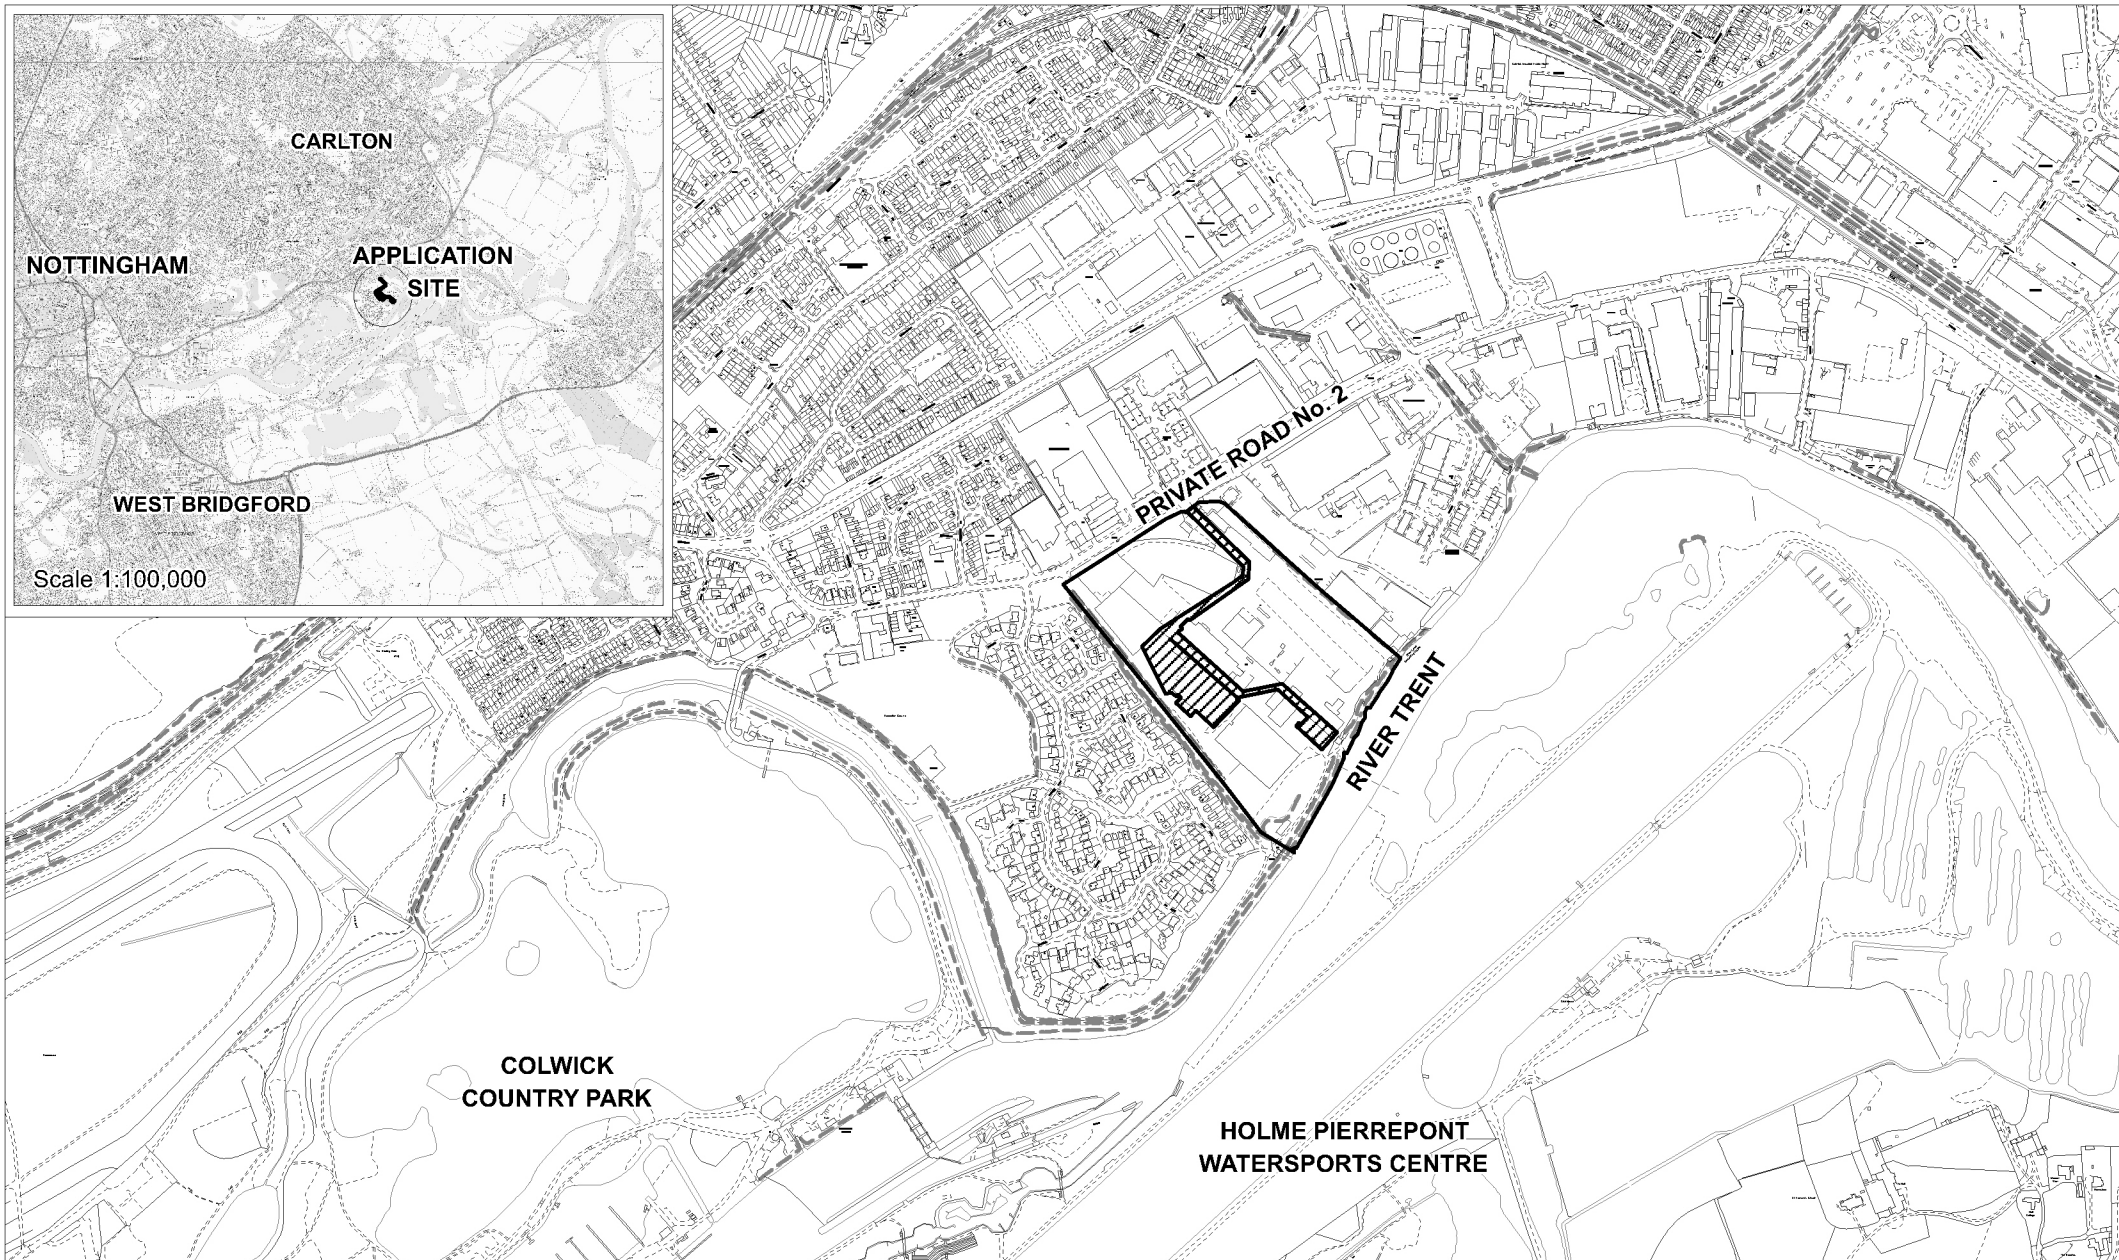 CARLTON
NOTTINGHAM
APPLICATION
SITE
WEST BRIDGFORD
Scale 1:100,000
PRIVATE ROAD No. 2
RIVER TRENT
COLWICK
COUNTRY PARK
HOLME PIERREPONT
WATERSPORTS CENTRE